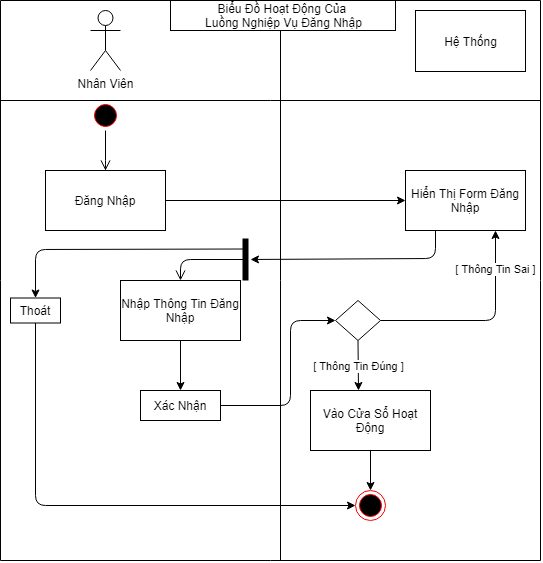 Biểu Đồ Hoạt Động Của
Luồng Nghiệp Vụ Đăng Nhập
Nhân Viên
Hệ Thống
Đăng Nhập
Hiển Thị Form Đăng
Nhập
[ Thông Tin Sai ]
Thoát
Nhập Thông Tin Đăng
Nhập
[ Thông Tin Đúng ]
Xác Nhận
Vào Cửa Sổ Hoạt
Động